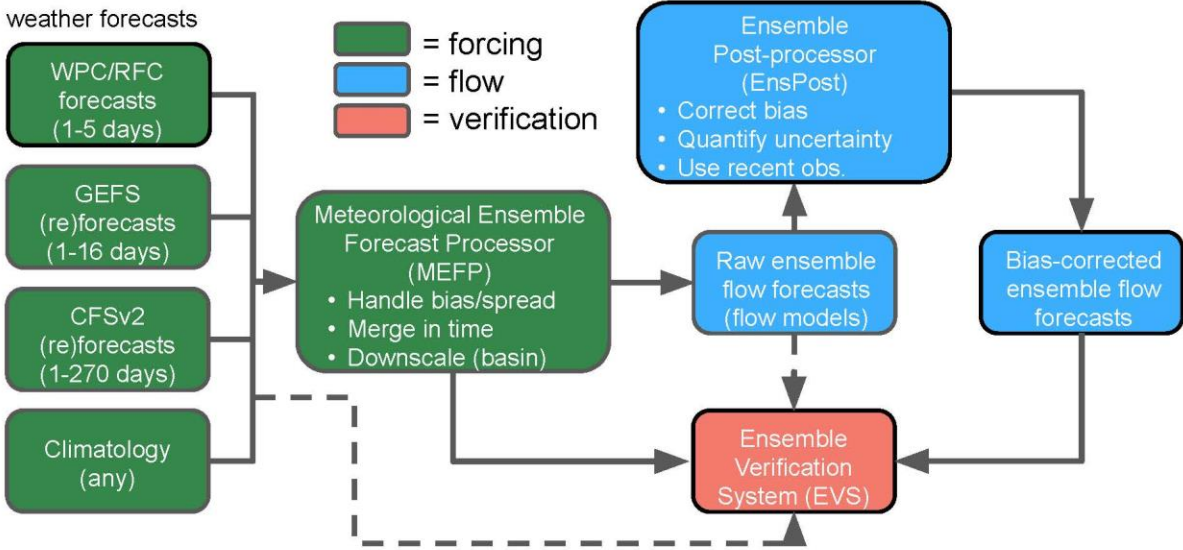 weather forecasts
WPC/RFC
forecasts
(1-5 days)
GEFS
(re)forecasts
(1-16 days)
CFSv2
(re)forecasts
(1-270 days)
Climatology
(any)
= forcing
= flow
= verification
Meteorological Ensemble
Forecast Processor
(MEFP)
• Handle bias/spread
• Merge in time
• Downscale (basin)
Ensemble
Post-processor
(EnsPost)
• Correct bias
• Quantify uncertainty
• Use recent obs.
Raw ensemble
flow forecasts
(flow models)
Bias-corrected
ensemble flow
forecasts
Ensemble
Verification
System (EVS)